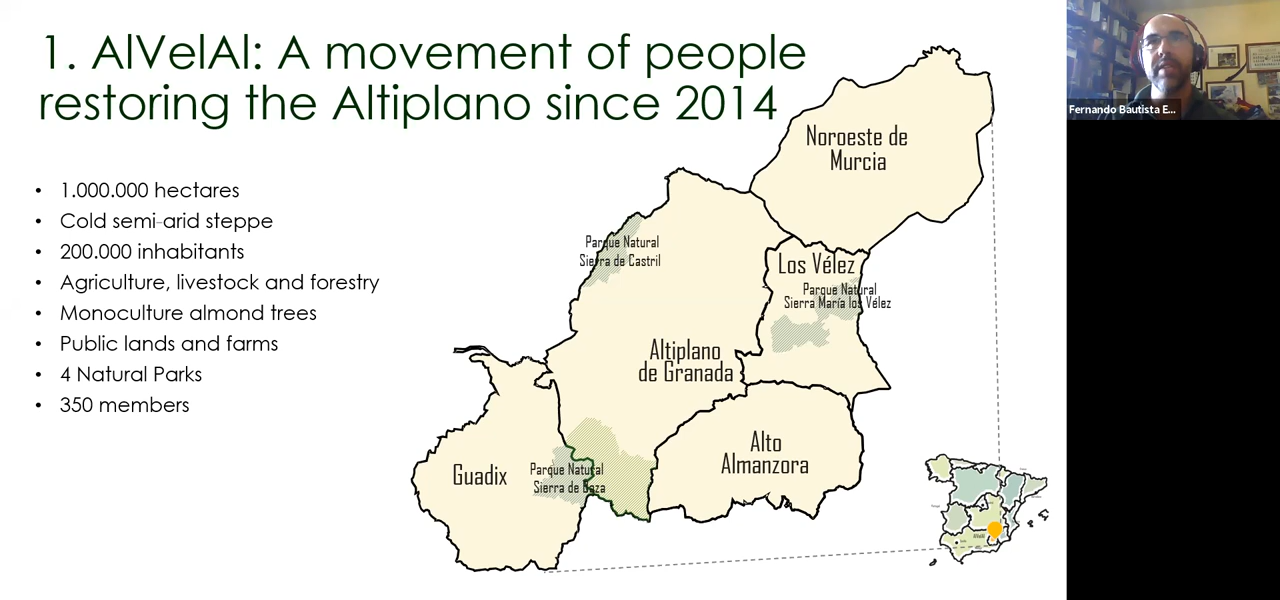 1. AlVelAl: A movement of people
restoring the Altiplano since 2014
• 1.000.000 hectares
• Cold semi-arid steppe
• 200.000 inhabitants
• Agriculture, livestock and forestry
• Monoculture almond trees
• Public lands and farms
• 4 Natural Parks
• 350 members
Noroeste de
Murcia
Parque Natural
Sierra de Castril
Los Vélez
Parque Natural
Sierra María los Vélez
Altiplano
de Granada
Alto
Almanzora
Guadix
Parque Natural
Sierra de Baza
Fernando Bautista E...